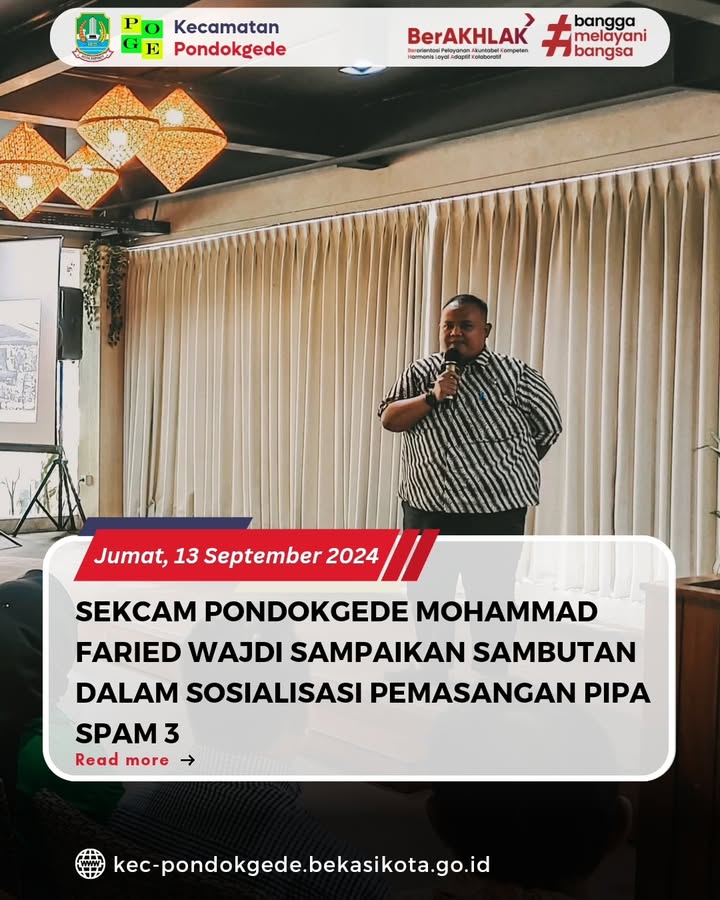 PO
GE
Kecamatan
Pondokgede
BerAKHLAK
Berorientasi Pelayanan Akuntabel Kompeten
Harmonis Loyal Adaptif Kolaboratif
#bangga
melayani
bangsa
Jumat, 13 September 2024
SEKCAM PONDOKGEDE MOHAMMAD
FARIED WAJDI SAMPAIKAN SAMBUTAN
DALAM SOSIALISASI PEMASANGAN PIPA
SPAM 3
Read more →
kec-pondokgede.bekasikota.go.id